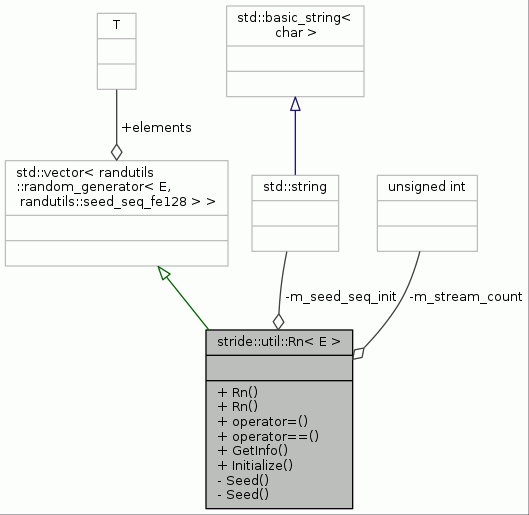 T
std::basic_string<
char >
+elements
std::vector< randutils
::random_generator< E,
randutils::seed_seq_fe128 > >
std::string
unsigned int
-m_seed_seq_init
-m_stream_count
stride::util::Rn< E >
+ Rn()
+ Rn()
+ operator=()
+ operator==()
+ GetInfo()
+ Initialize()
- Seed()
- Seed()